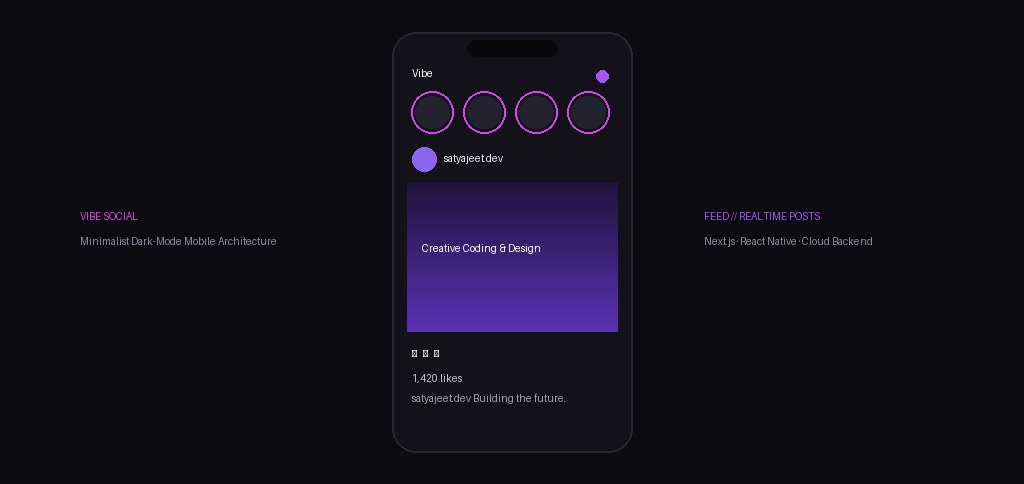 Vibe
satyajeet.dev
VIBE SOCIAL
Minimalist Dark-Mode Mobile Architecture
Creative Coding & Design
FEED // REALTIME POSTS
Next.js · React Native · Cloud Backend
1,420 likes
satyajeet.dev Building the future.